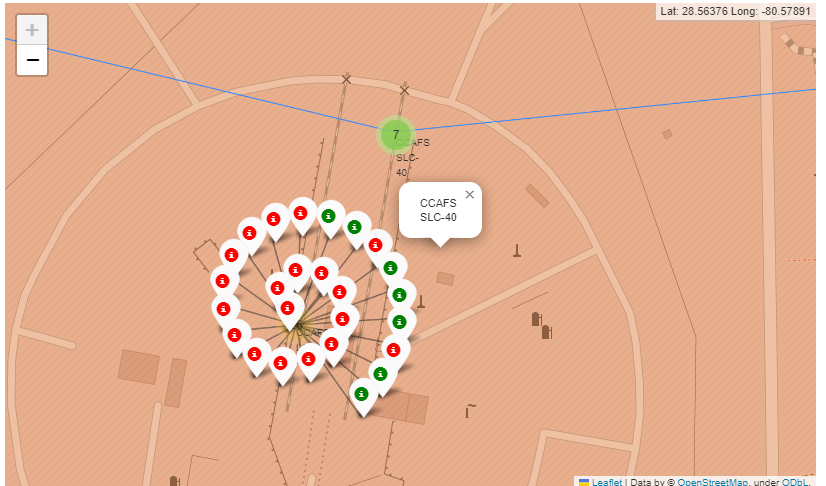 Lat: 28.56376 Long: -80.57891
+
−
7
CCAFS
SLC-
40
×
CCAFS
SLC-40
Leaflet | Data by © OpenStreetMap, under ODbL.